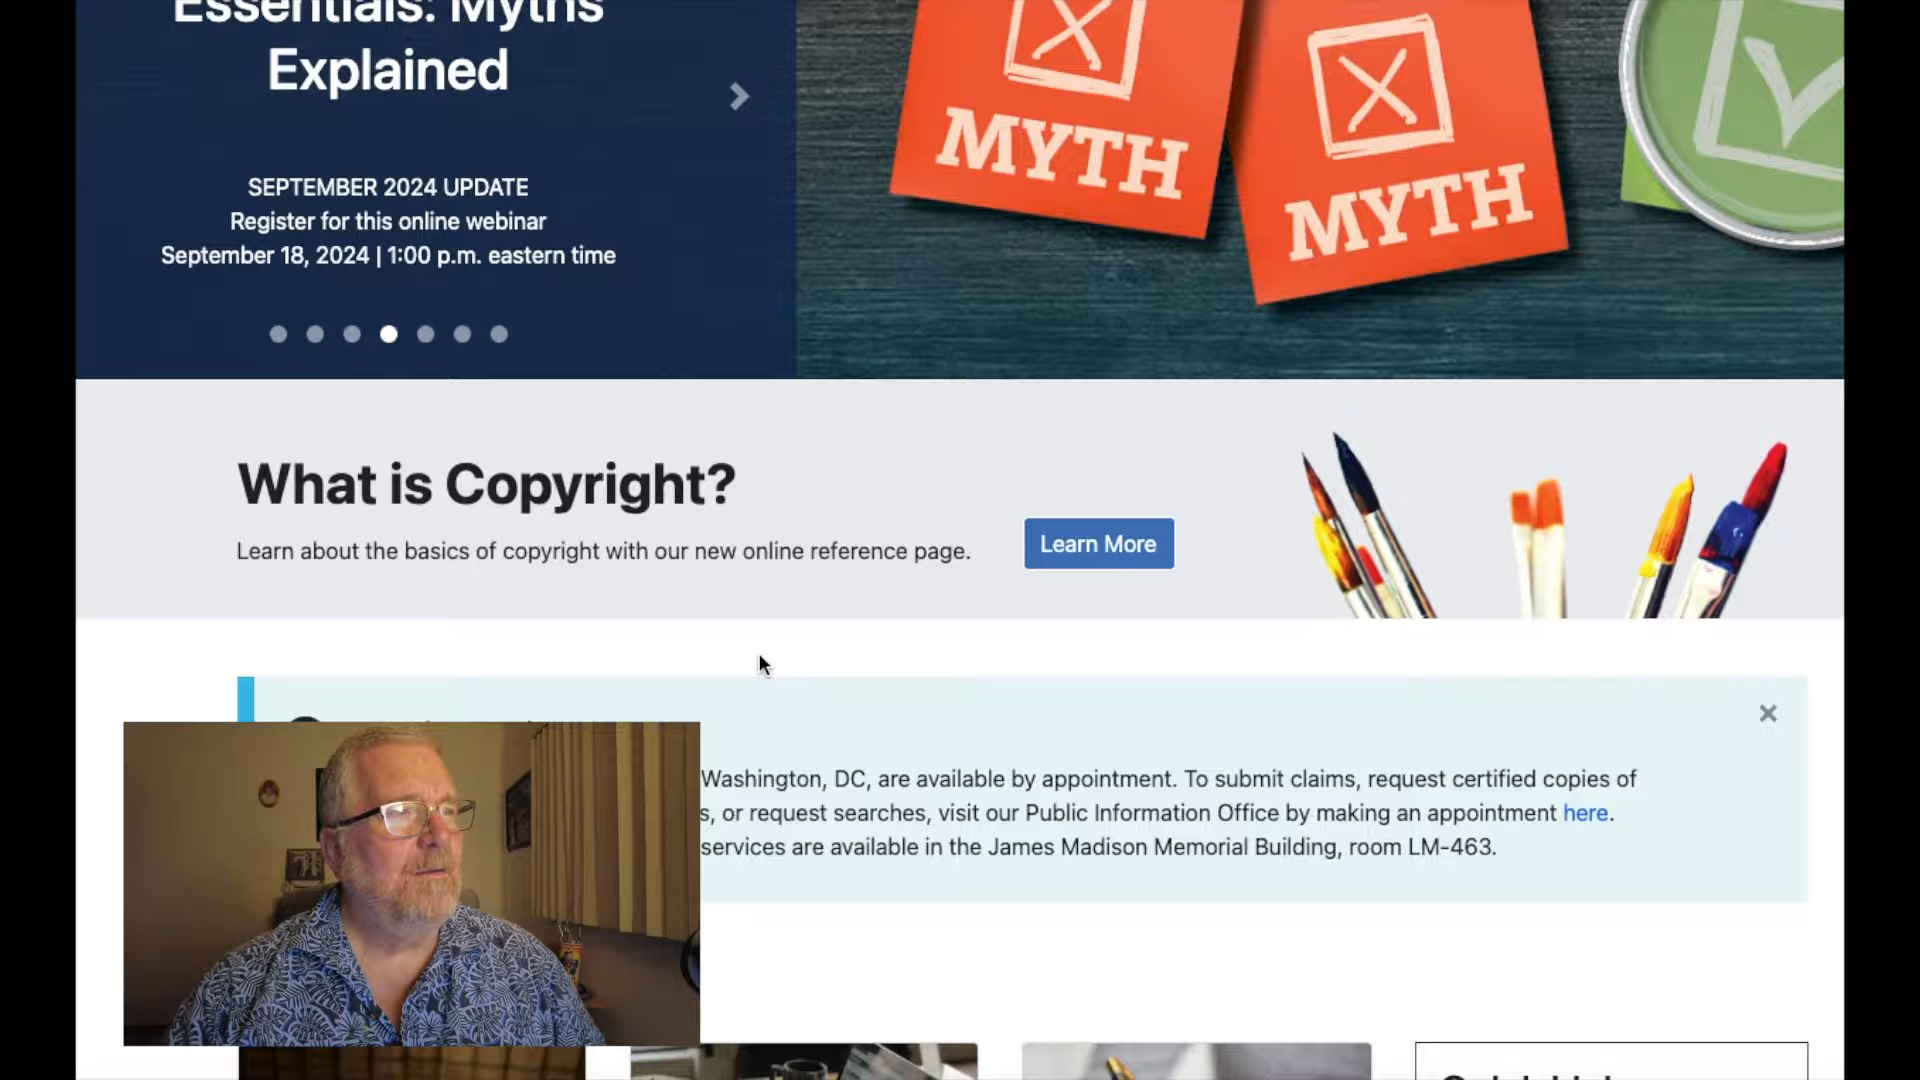 Essentials: Myths
Explained
SEPTEMBER 2024 UPDATE
Register for this online webinar
September 18, 2024 | 1:00 p.m. eastern time
MYTH
MYTH
What is Copyright?
Learn about the basics of copyright with our new online reference page.
Learn More
Washington, DC, are available by appointment. To submit claims, request certified copies of
s, or request searches, visit our Public Information Office by making an appointment here.
services are available in the James Madison Memorial Building, room LM-463.